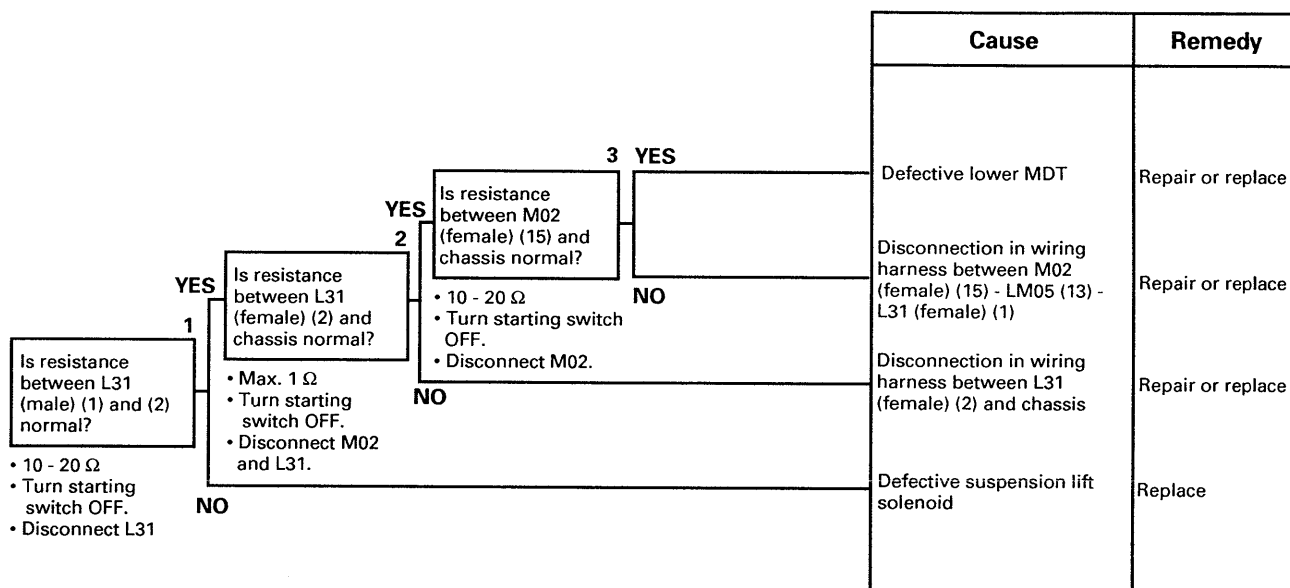 Cause
Remedy
3
YES
Defective lower MDT
Repair or replace
Is resistance
between M02
(female) (15) and
chassis normal?
YES
2
Disconnection in wiring
harness between M02
(female) (15) - LM05 (13) -
L31 (female) (1)
Repair or replace
NO
• 10 - 20 Ω
• Turn starting switch
OFF.
• Disconnect M02.
Is resistance
between L31
(female) (2) and
chassis normal?
YES
1
Disconnection in wiring
harness between L31
(female) (2) and chassis
Repair or replace
NO
• Max. 1 Ω
• Turn starting
switch OFF.
• Disconnect M02
and L31.
Is resistance
between L31
(male) (1) and (2)
normal?
• 10 - 20 Ω
• Turn starting
switch OFF.
• Disconnect L31
NO
Defective suspension lift
solenoid
Replace